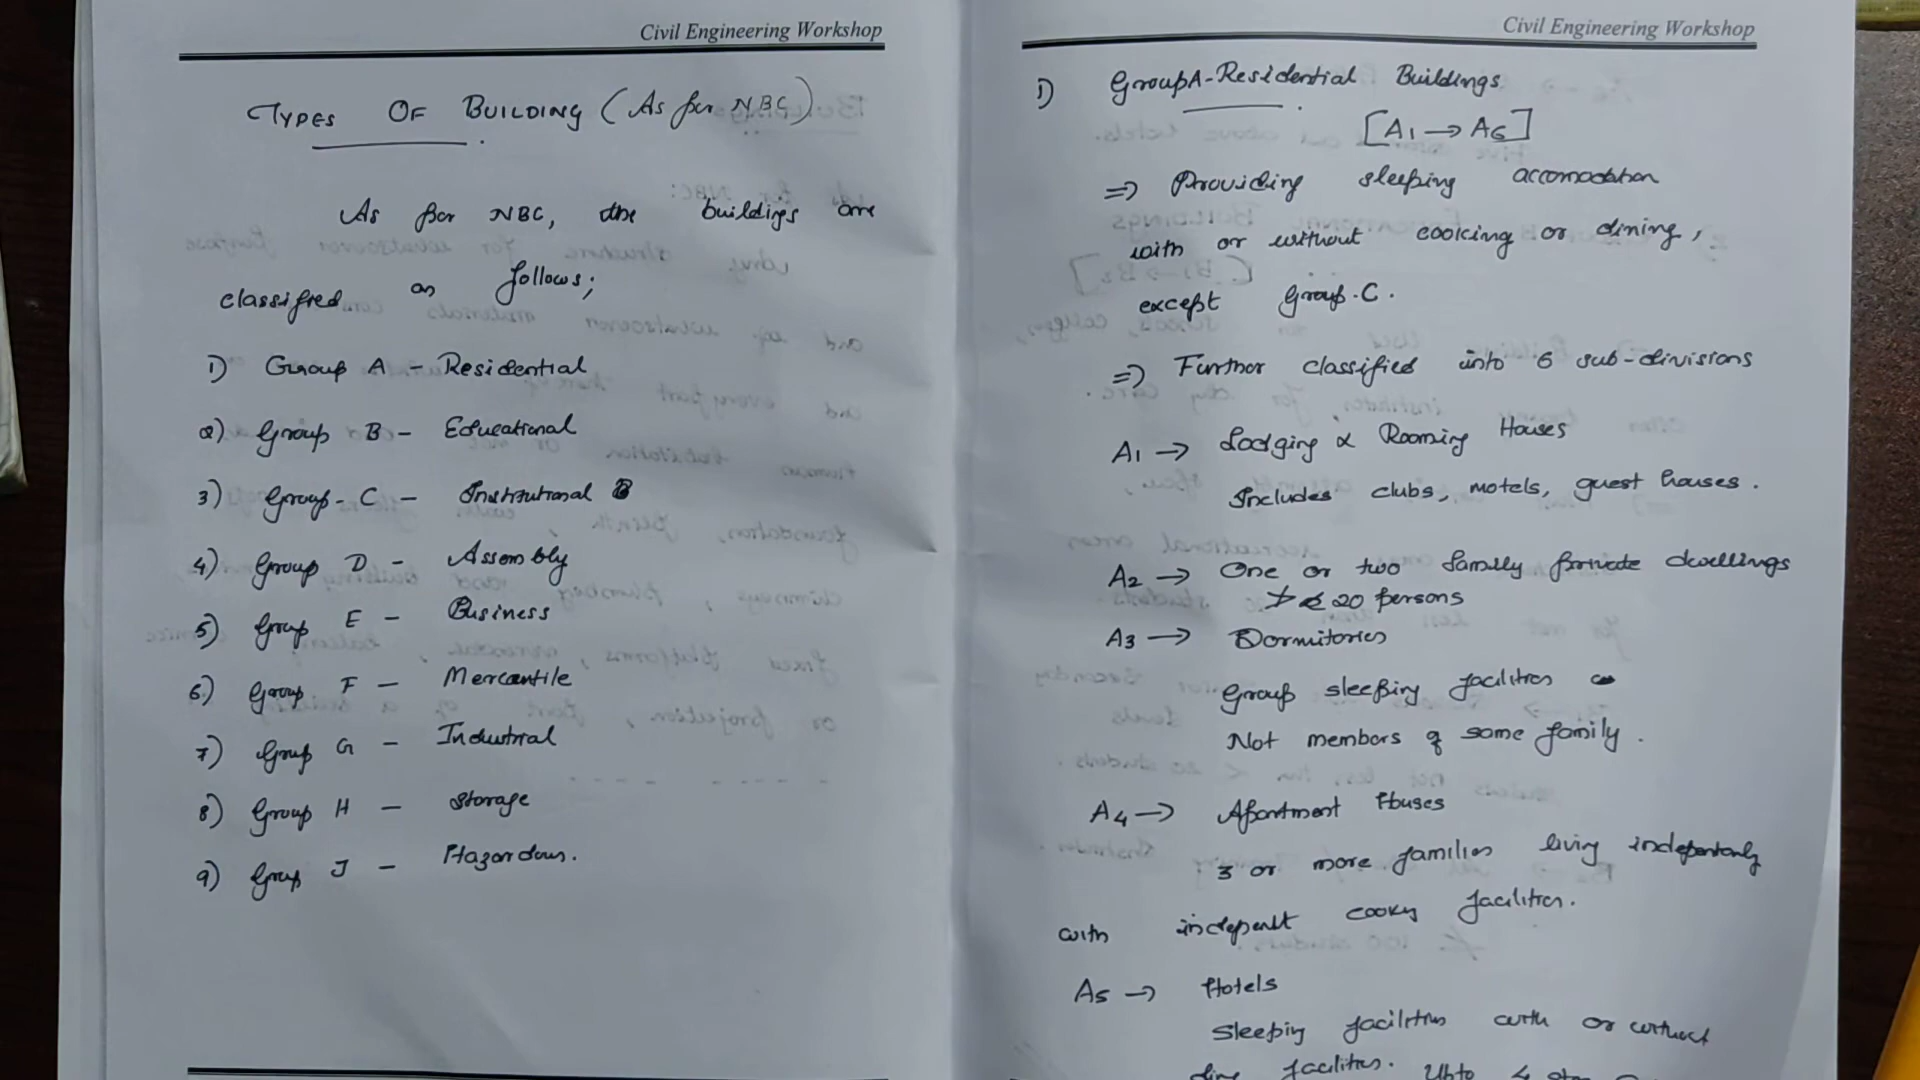 Civil Engineering Workshop
TYPES OF BUILDING (As per NBC)
As per NBC, the buildings are
classified as follows;
1) Group A - Residential
2) Group B - Educational
3) Group - C - Institutional
4) Group D - Assembly
5) Group E - Business
6) Group F - Mercantile
7) Group G - Industrial
8) Group H - Storage
9) Group J - Hazardous.
Civil Engineering Workshop
1) Group A - Residential Buildings
[A1 → A6]
⇒ Providing sleeping accomodation
with or without cooking or dining,
except Group.C.
⇒ Further classified into 6 sub-divisions
A1 → Lodging & Rooming Houses
Includes clubs, motels, guest houses.
A2 → One or two family private dwellings
20 persons
A3 → Dormitories
Group sleeping facilities
Not members of same family.
A4 → Apartment Houses
3 or more families living independently
with independent cooking facilities.
A5 → Hotels
Sleeping facilities with or without
facilities. Upto 4